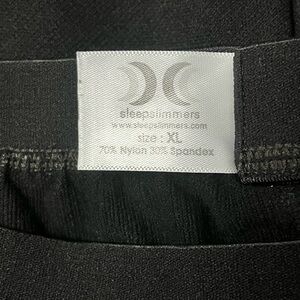 sleepslimmers
www.sleepslimmers.com
size : XL
70% Nylon 30% Spandex